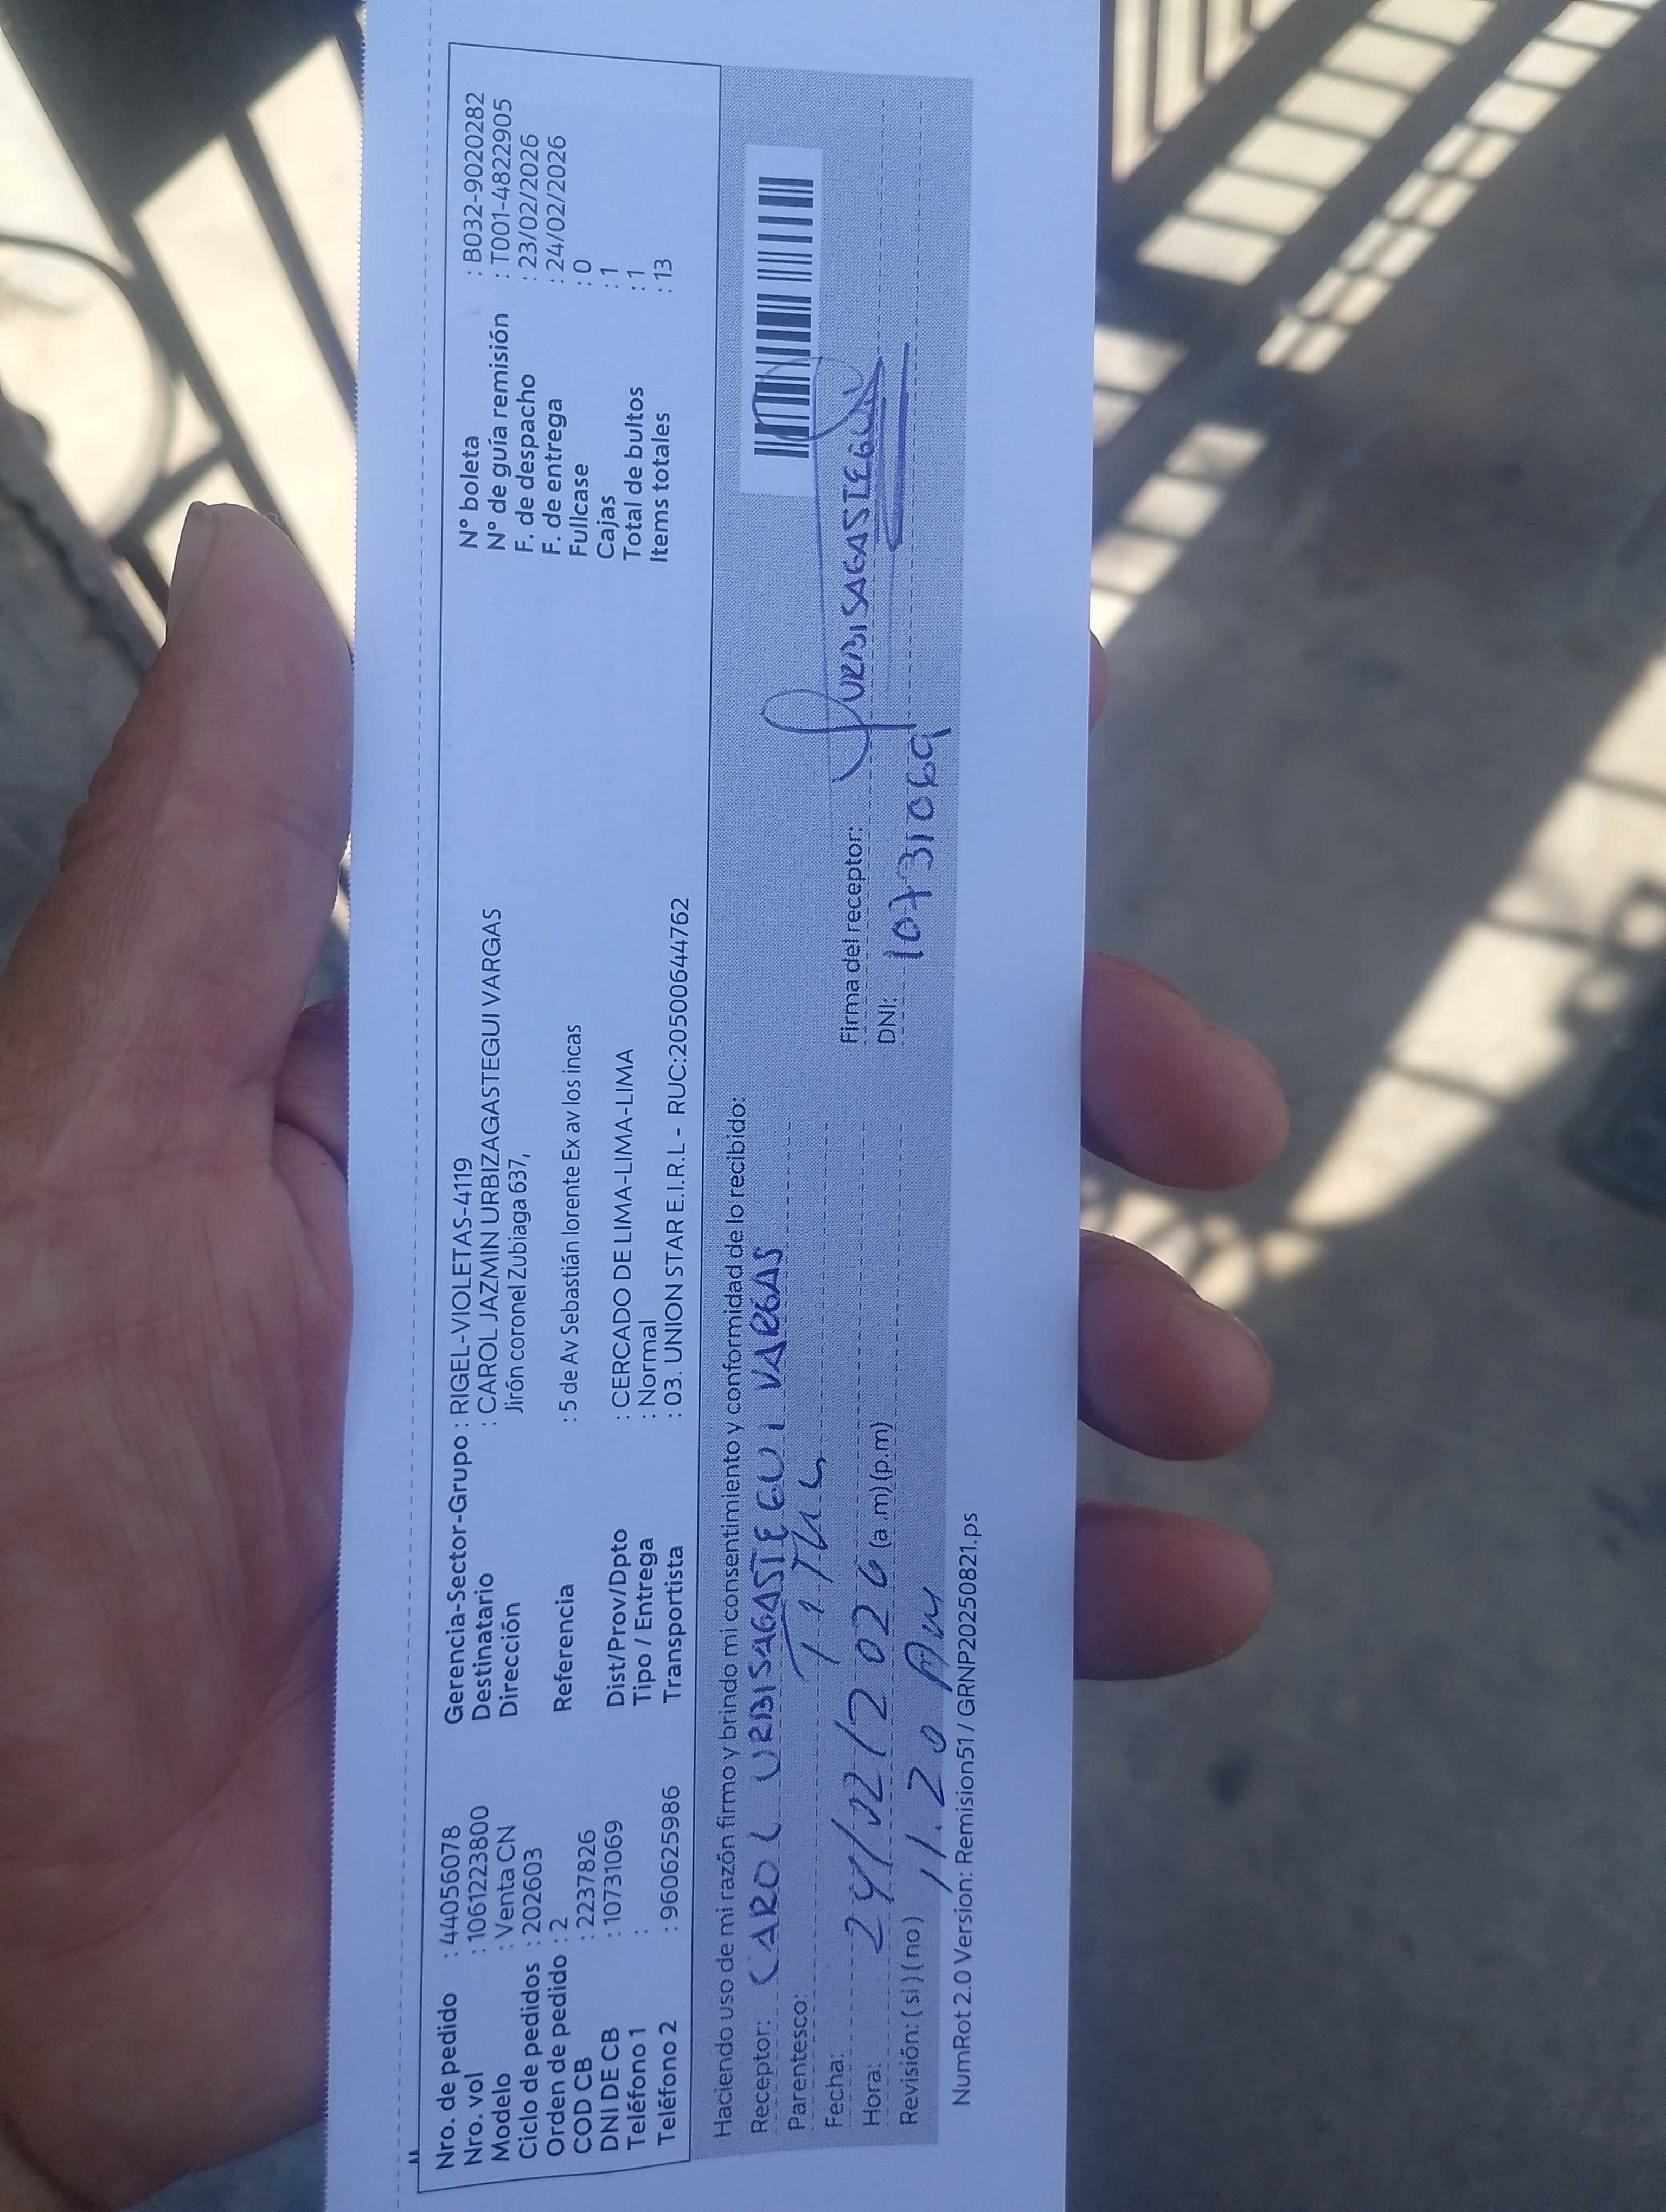 Nro. de pedido : 44056078
Nro. vol : 1061223800
Modelo : Venta CN
Ciclo de pedidos : 202603
Orden de pedido : 2
COD CB : 2237826
DNI DE CB : 10731069
Teléfono 1 :
Teléfono 2 : 960625986
Gerencia-Sector-Grupo : RIGEL-VIOLETAS-4119
Destinatario : CAROL JAZMIN URBIZAGASTEGUI VARGAS
Dirección Jirón coronel Zubiaga 637,
Referencia : 5 de Av Sebastián lorente Ex av los incas
Dist/Prov/Dpto : CERCADO DE LIMA-LIMA-LIMA
Tipo / Entrega : Normal
Transportista : 03. UNION STAR E.I.R.L - RUC:20500644762
N° boleta : B032-9020282
N° de guía remisión : T001-4822905
F. de despacho : 23/02/2026
F. de entrega : 24/02/2026
Fullcase : 0
Cajas : 1
Total de bultos : 1
Items totales : 13
Haciendo uso de mi razón firmo y brindo mi consentimiento y conformidad de lo recibido:
Receptor: CAROL URBISAGASTEGUI VARGAS
Parentesco:
Fecha: 24/02/2026
Hora: 11.20 Am (a m) (p.m)
Revisión: ( si ) ( no )
Firma del receptor: URBISAGASTEGUI
DNI: 10731069
NumRot 2.0 Version: Remision51 / GRNP20250821.ps